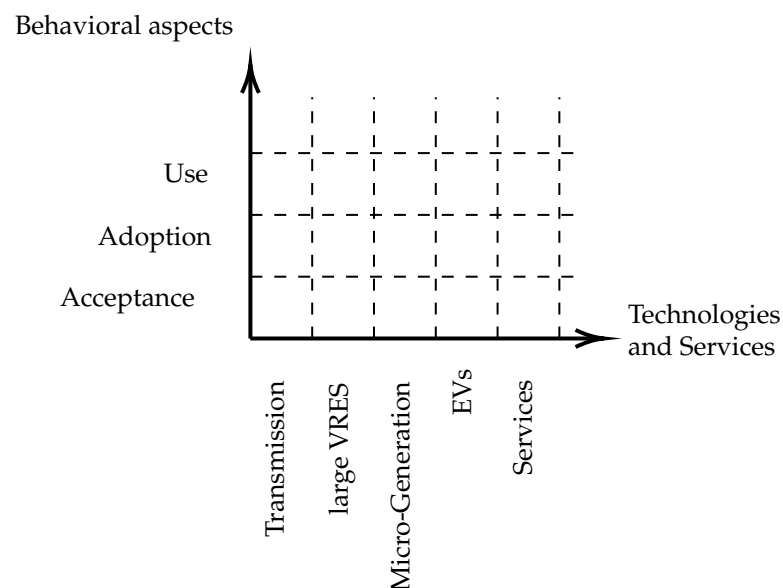 Behavioral aspects
Use
Adoption
Acceptance
Technologies
and Services
Transmission
large VRES
Micro-Generation
EVs
Services